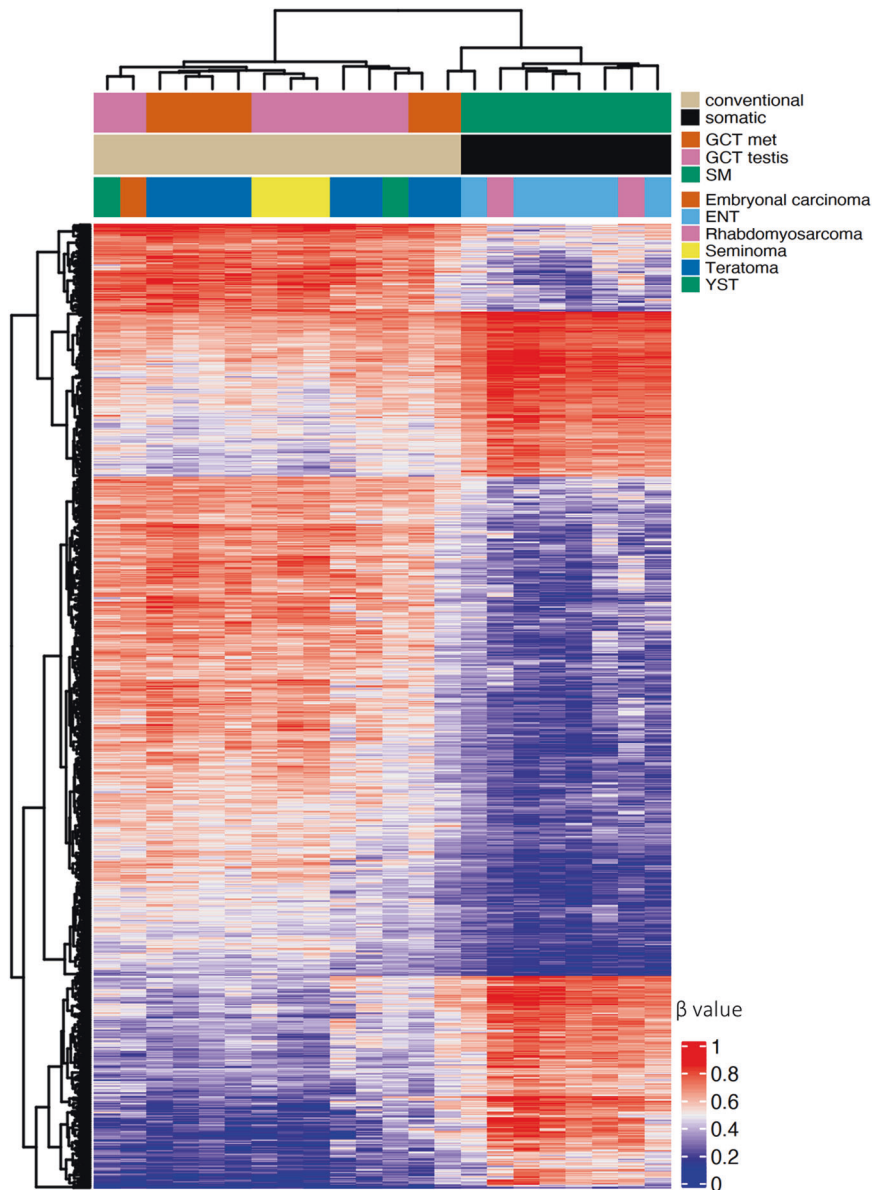 conventional
somatic
GCT met
GCT testis
SM
Embryonal carcinoma
ENT
Rhabdomyosarcoma
Seminoma
Teratoma
YST
β value
1
0.8
0.6
0.4
0.2
0